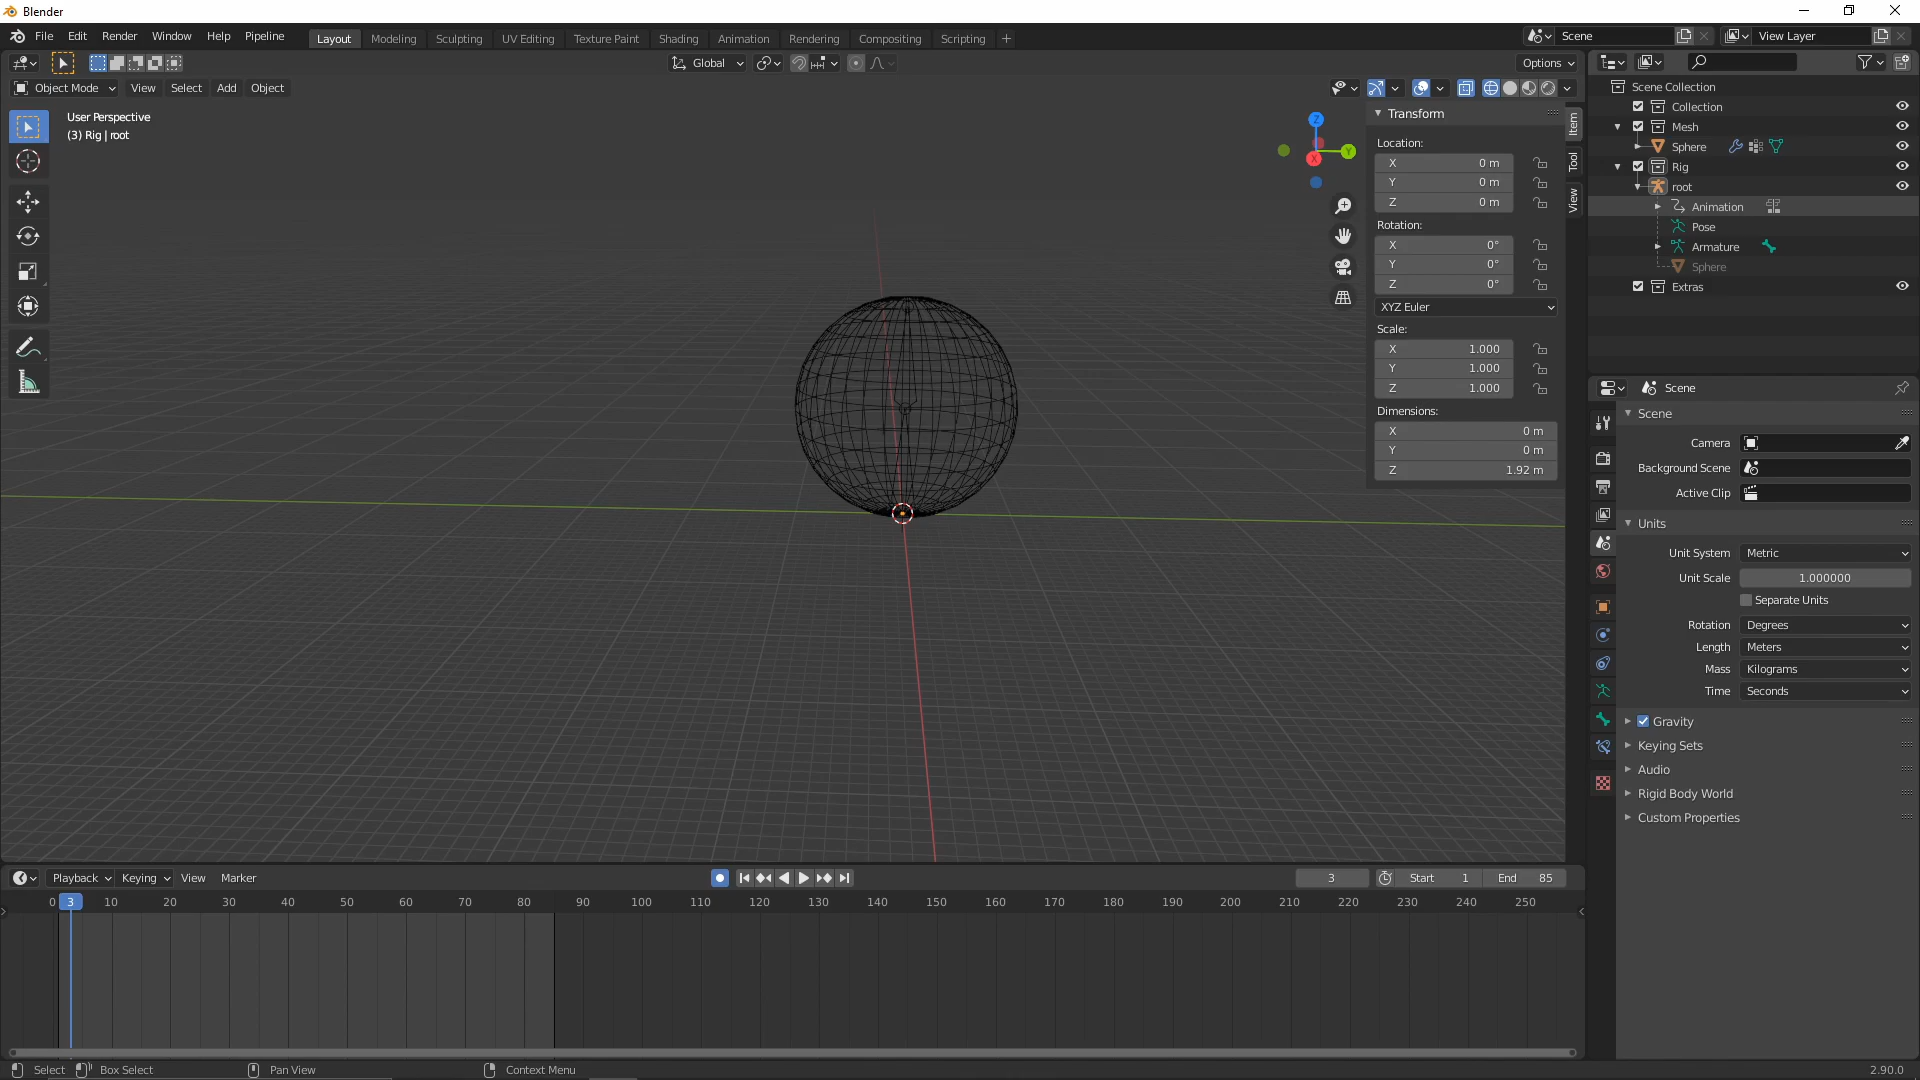 Blender
File Edit Render Window Help Pipeline Layout Modeling Sculpting UV Editing Texture Paint Shading Animation Rendering Compositing Scripting + Scene View Layer
Global Options
Object Mode View Select Add Object
User Perspective
(3) Rig | root
Z
Y
X
Transform
Location:
X 0 m
Y 0 m
Z 0 m
Rotation:
X 0°
Y 0°
Z 0°
XYZ Euler
Scale:
X 1.000
Y 1.000
Z 1.000
Dimensions:
X 0 m
Y 0 m
Z 1.92 m
Item
Tool
View
Scene Collection
Collection
Mesh
Sphere
Rig
root
Animation
Pose
Armature
Sphere
Extras
Scene
Scene
Camera
Background Scene
Active Clip
Units
Unit System Metric
Unit Scale 1.000000
Separate Units
Rotation Degrees
Length Meters
Mass Kilograms
Time Seconds
Gravity
Keying Sets
Audio
Rigid Body World
Custom Properties
Playback Keying View Marker 3 Start 1 End 85
0 3 10 20 30 40 50 60 70 80 90 100 110 120 130 140 150 160 170 180 190 200 210 220 230 240 250
Select Box Select Pan View Context Menu 2.90.0